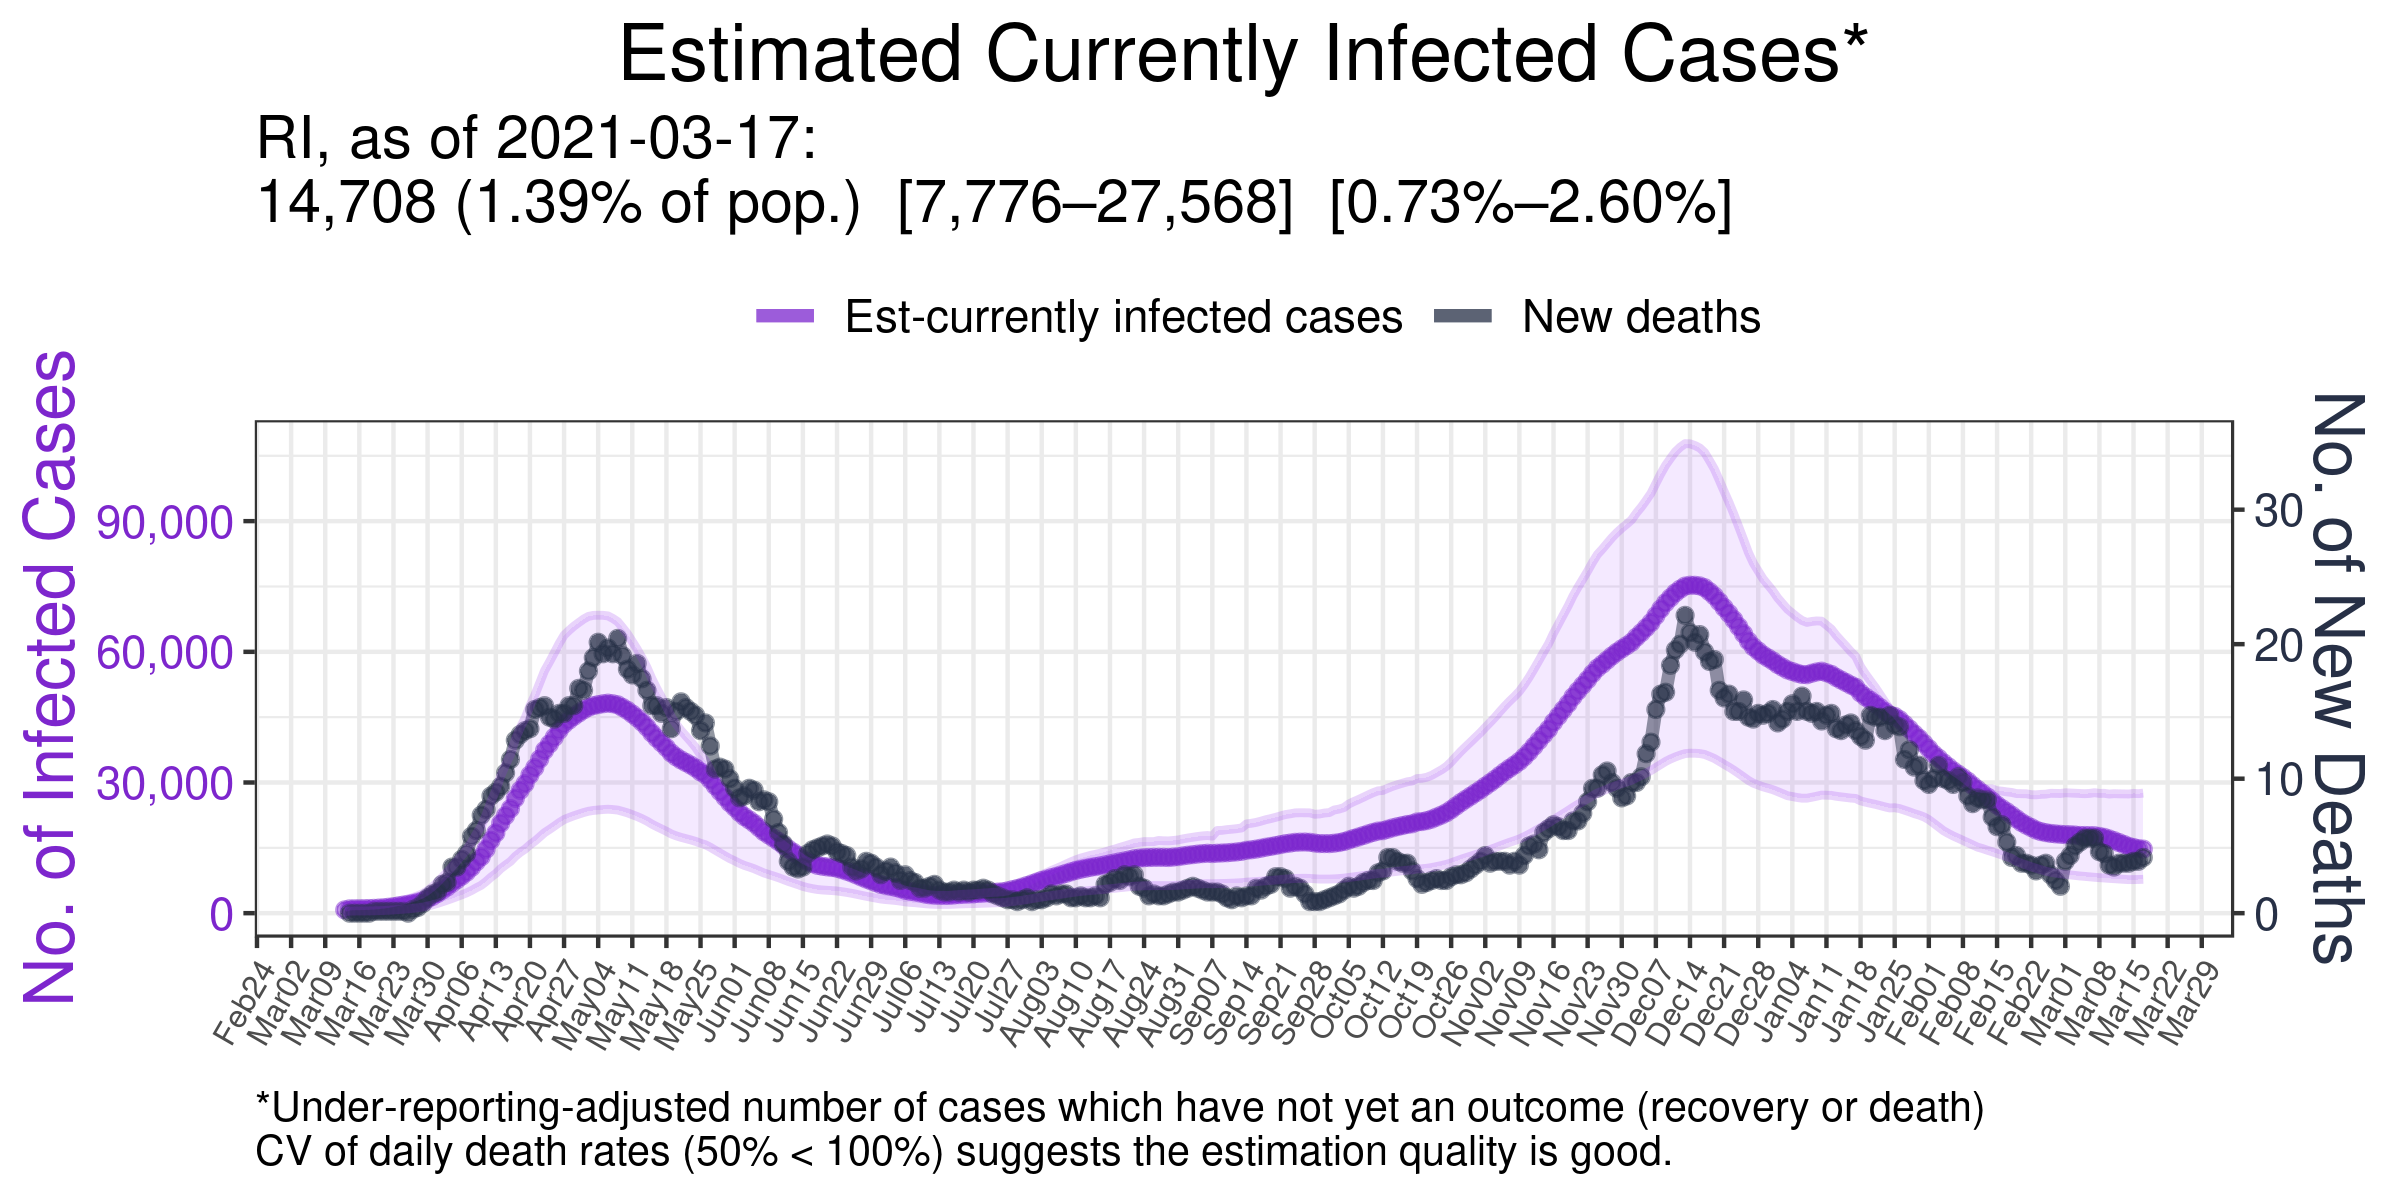 Estimated Currently Infected Cases*
RI, as of 2021-03-17:
14,708 (1.39% of pop.) [7,776–27,568] [0.73%–2.60%]
Est-currently infected cases
New deaths
No. of Infected Cases
90,000
60,000
30,000
0
No. of New Deaths
30
20
10
0
Feb24
Mar02
Mar09
Mar16
Mar23
Mar30
Apr06
Apr13
Apr20
Apr27
May04
May11
May18
May25
Jun01
Jun08
Jun15
Jun22
Jun29
Jul06
Jul13
Jul20
Jul27
Aug03
Aug10
Aug17
Aug24
Aug31
Sep07
Sep14
Sep21
Sep28
Oct05
Oct12
Oct19
Oct26
Nov02
Nov09
Nov16
Nov23
Nov30
Dec07
Dec14
Dec21
Dec28
Jan04
Jan11
Jan18
Jan25
Feb01
Feb08
Feb15
Feb22
Mar01
Mar08
Mar15
Mar22
Mar29
*Under-reporting-adjusted number of cases which have not yet an outcome (recovery or death)
CV of daily death rates (50% < 100%) suggests the estimation quality is good.